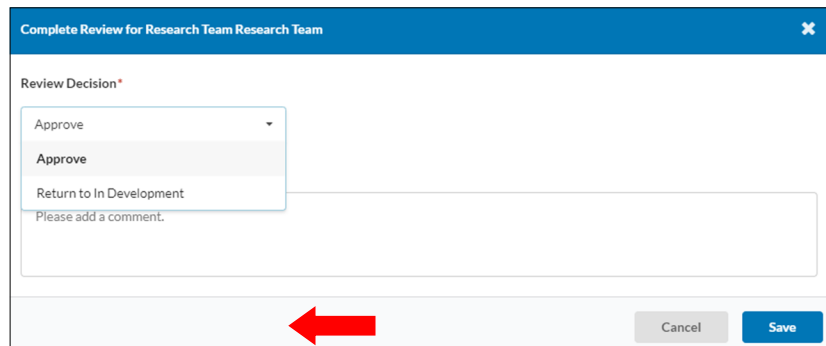 Complete Review for Research Team Research Team
Review Decision*
Approve
Approve
Return to In Development
Please add a comment.
Cancel
Save